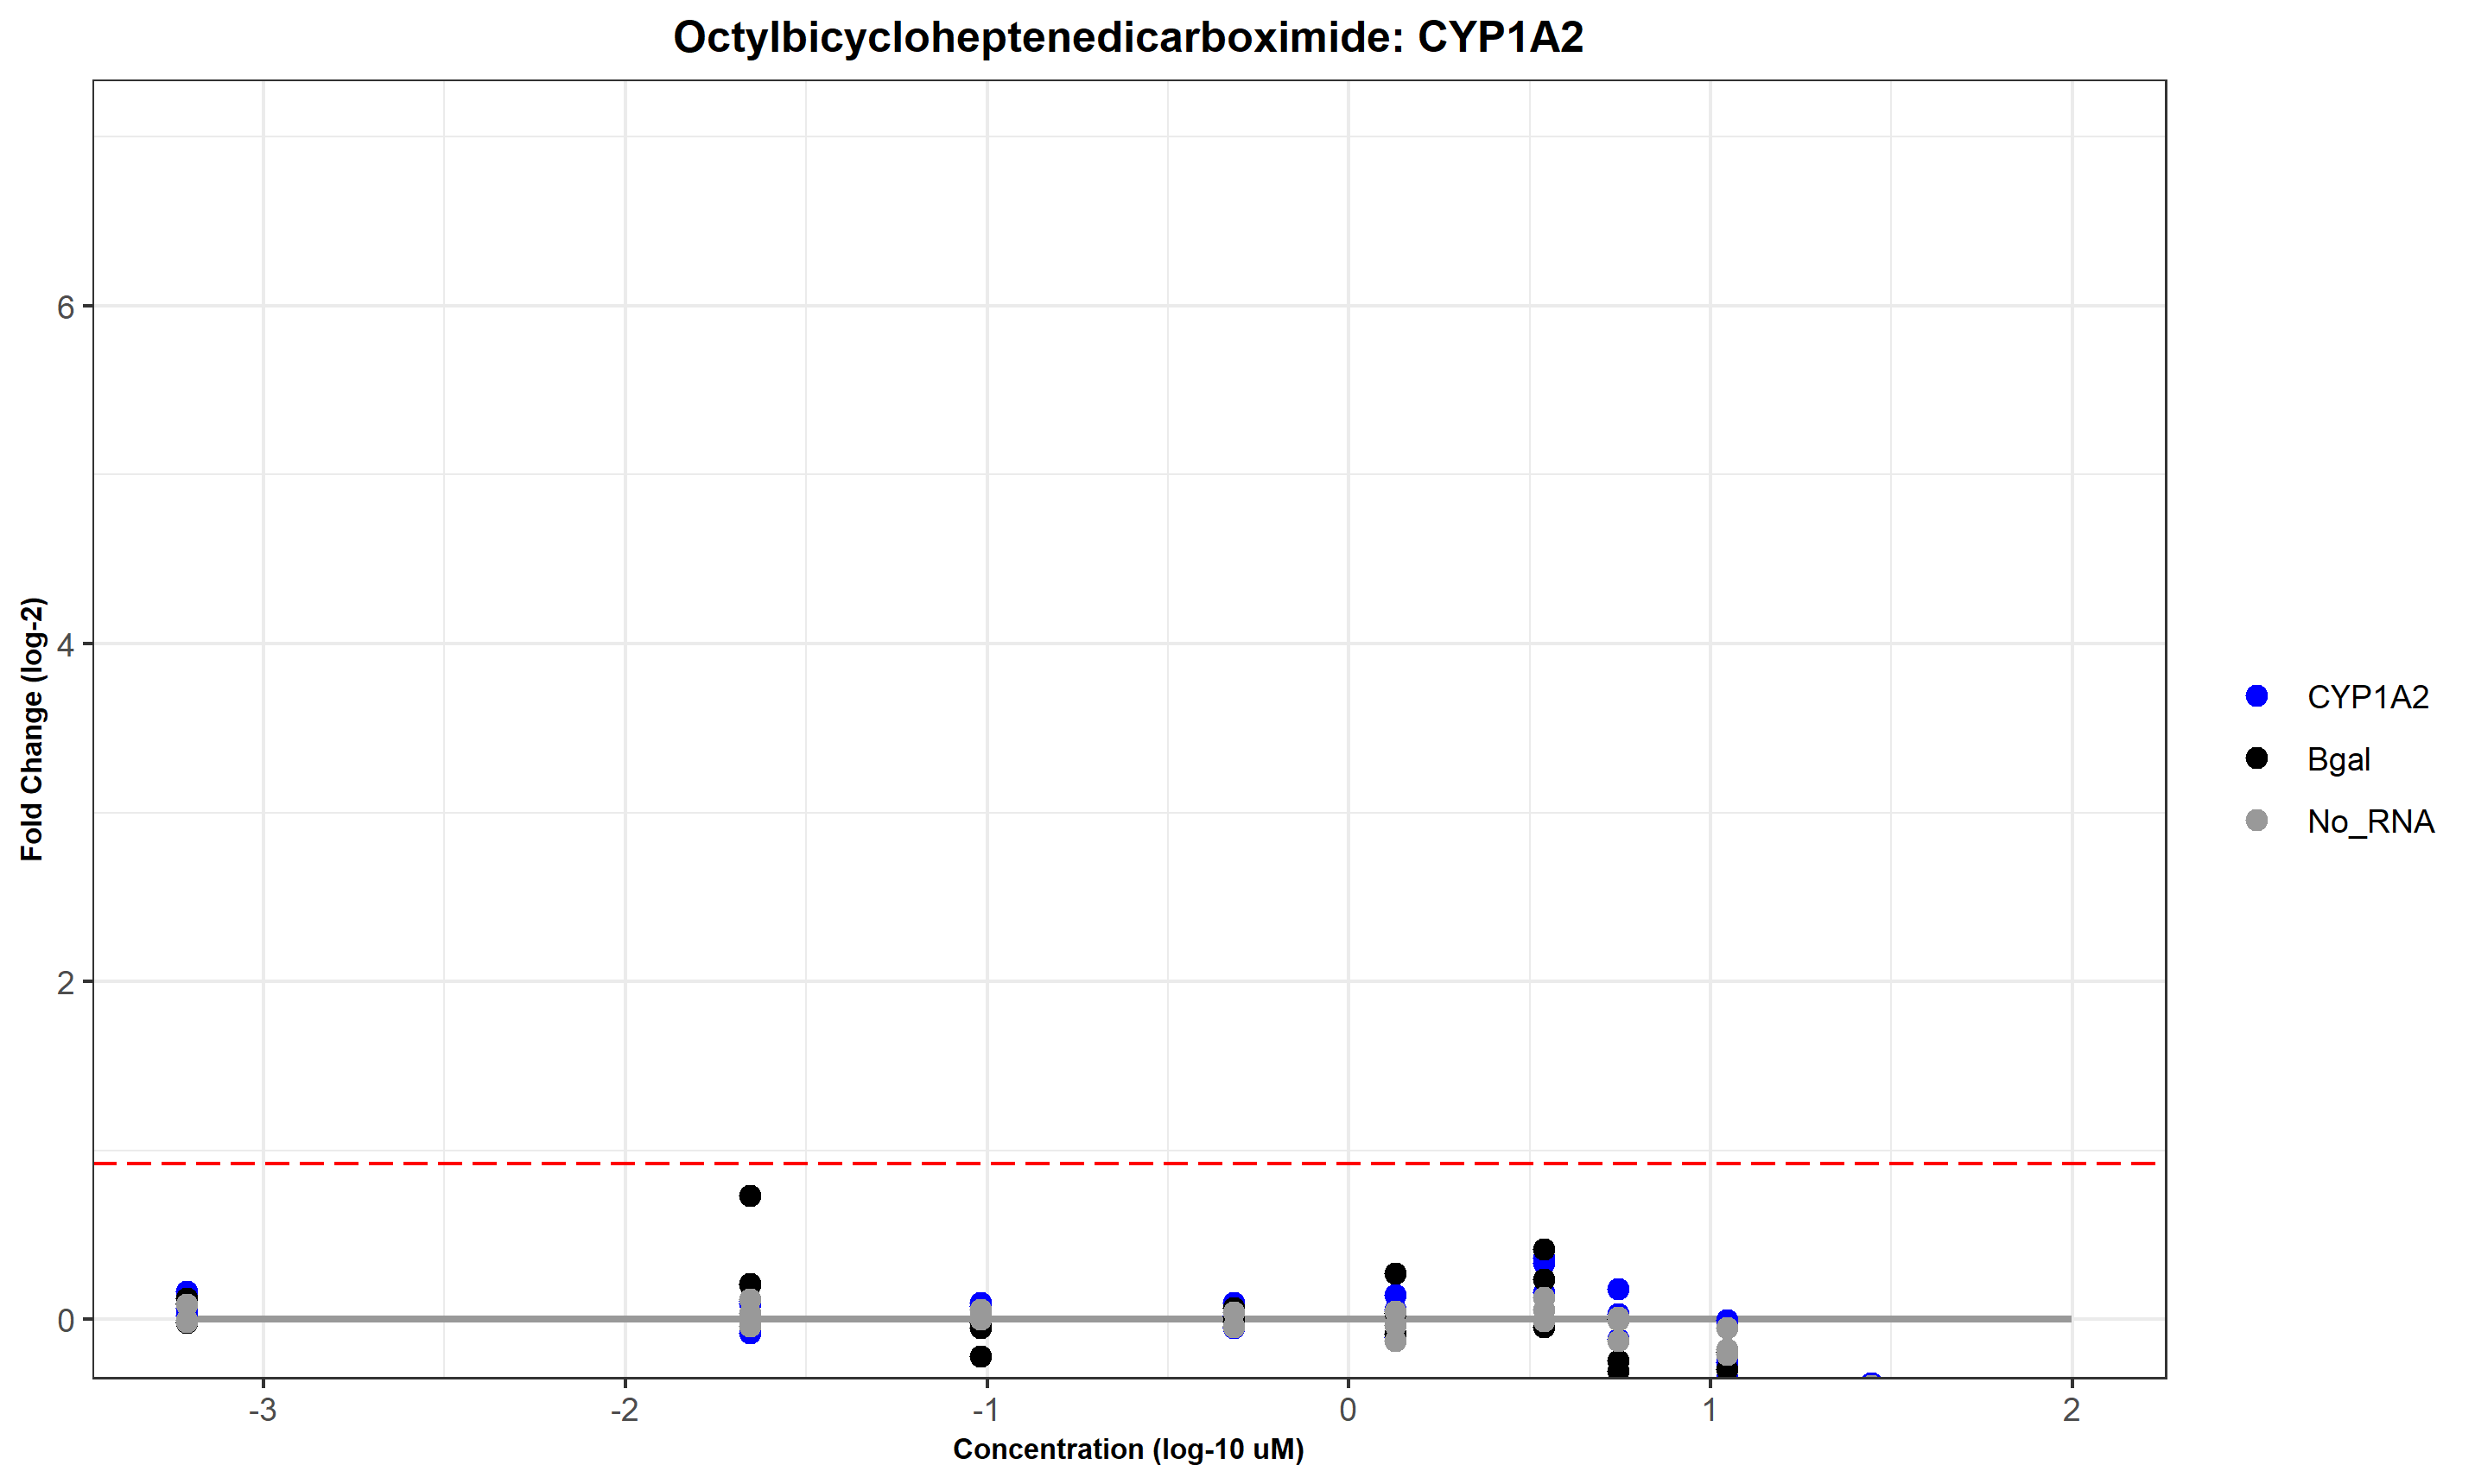 Octylbicycloheptenedicarboximide: CYP1A2
Fold Change (log-2)
6
4
2
0
-3
-2
-1
0
1
2
Concentration (log-10 uM)
CYP1A2
Bgal
No_RNA